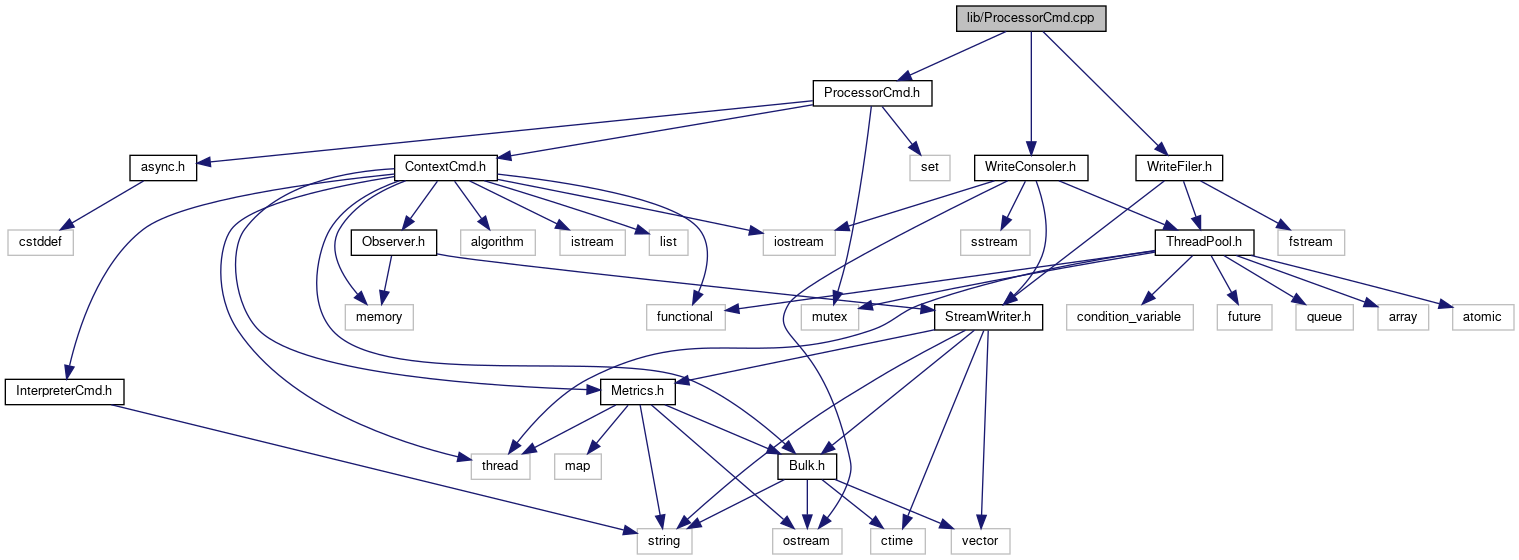 lib/ProcessorCmd.cpp
ProcessorCmd.h
async.h
ContextCmd.h
set
WriteConsoler.h
WriteFiler.h
cstddef
Observer.h
algorithm
istream
list
iostream
sstream
ThreadPool.h
fstream
memory
functional
mutex
StreamWriter.h
condition_variable
future
queue
array
atomic
InterpreterCmd.h
Metrics.h
thread
map
Bulk.h
string
ostream
ctime
vector